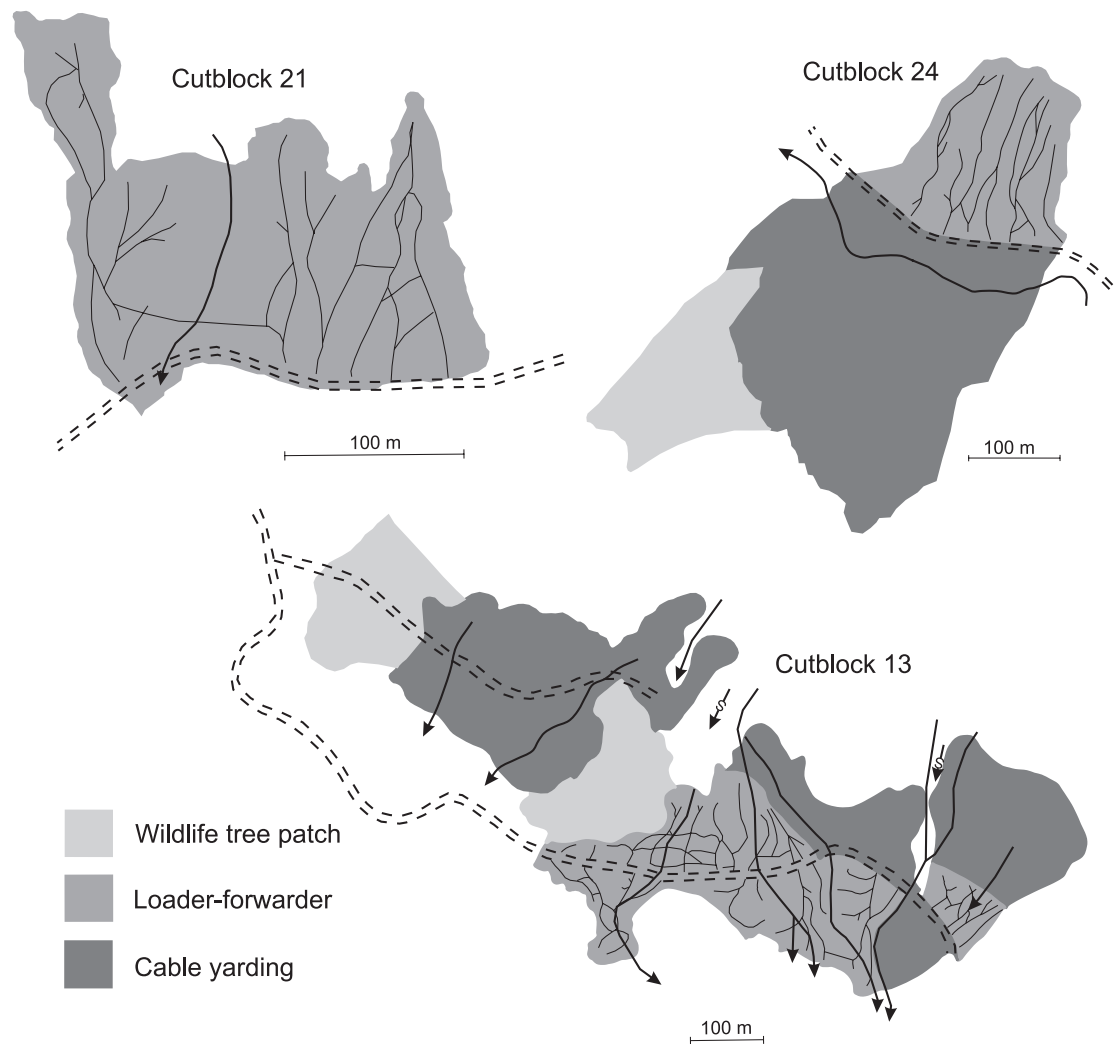 Cutblock 21
Cutblock 24
100 m
100 m
Cutblock 13
S
S
Wildlife tree patch
Loader-forwarder
Cable yarding
100 m